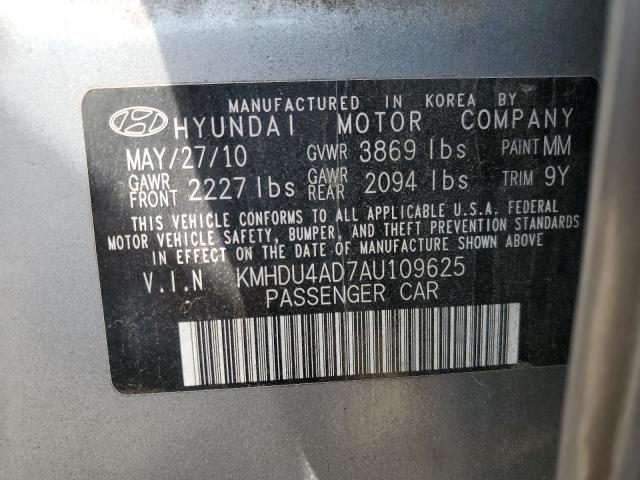 MANUFACTURED IN KOREA BY
HYUNDAI MOTOR COMPANY
MAY/27/10 GVWR 3869 lbs PAINT MM
GAWR FRONT 2227 lbs GAWR REAR 2094 lbs TRIM 9Y
THIS VEHICLE CONFORMS TO ALL APPLICABLE U.S.A. FEDERAL
MOTOR VEHICLE SAFETY, BUMPER, AND THEFT PREVENTION STANDARDS
IN EFFECT ON THE DATE OF MANUFACTURE SHOWN ABOVE
V.I.N KMHDU4AD7AU109625
PASSENGER CAR